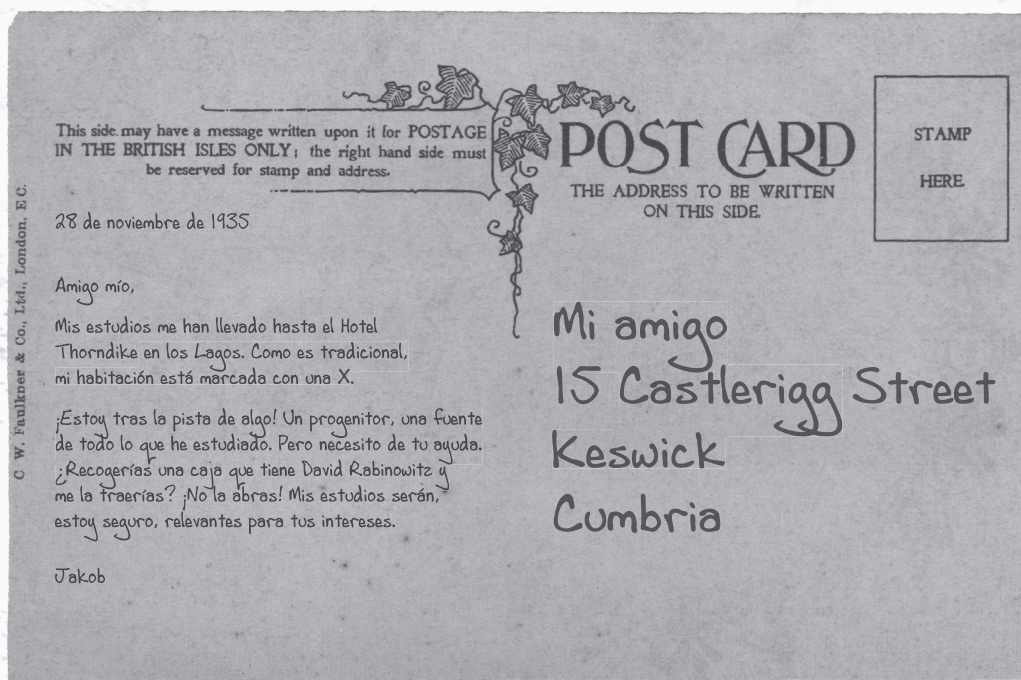 This side may have a message written upon it for POSTAGE
IN THE BRITISH ISLES ONLY; the right hand side must
be reserved for stamp and address.
POST CARD
THE ADDRESS TO BE WRITTEN
ON THIS SIDE.
STAMP
HERE
C. W. Faulkner & Co., Ltd., London, E.C.
28 de noviembre de 1935
Amigo mío,
Mis estudios me han llevado hasta el Hotel
Thorndike en los Lagos. Como es tradicional,
mi habitación está marcada con una X.
¡Estoy tras la pista de algo! Un progenitor, una fuente
de todo lo que he estudiado. Pero necesito de tu ayuda.
¿Recogerías una caja que tiene David Rabinowitz y
me la traerías? ¡No la abras! Mis estudios serán,
estoy seguro, relevantes para tus intereses.
Jakob
Mi amigo
15 Castlerigg Street
Keswick
Cumbria